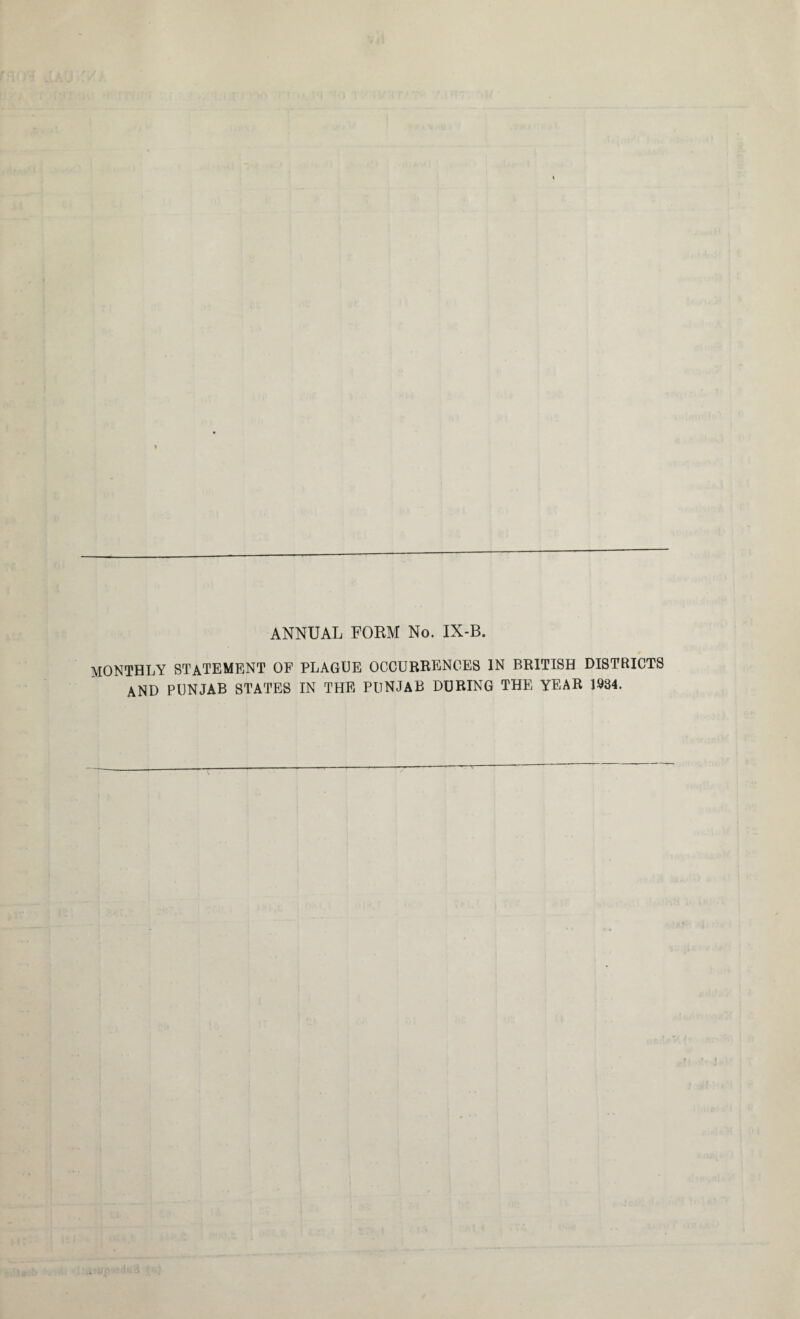 ANNUAL FORM No. IX-B.
MONTHLY STATEMENT OF PLAGUE OCCURRENCES IN BRITISH DISTRICTS
AND PUNJAB STATES IN THE PUNJAB DURING THE YEAR 1934.